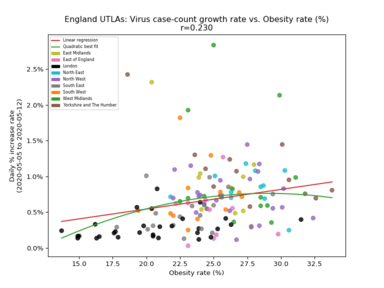 England UTLAs: Virus case-count growth rate vs. Obesity rate (%)
r=0.230
Linear regression
Quadratic best fit
East Midlands
East of England
London
North East
North West
South East
South West
West Midlands
Yorkshire and The Humber
Daily % increase rate
(2020-05-05 to 2020-05-12)
2.5%
2.0%
1.5%
1.0%
0.5%
0.0%
15.0
17.5
20.0
22.5
25.0
27.5
30.0
32.5
Obesity rate (%)